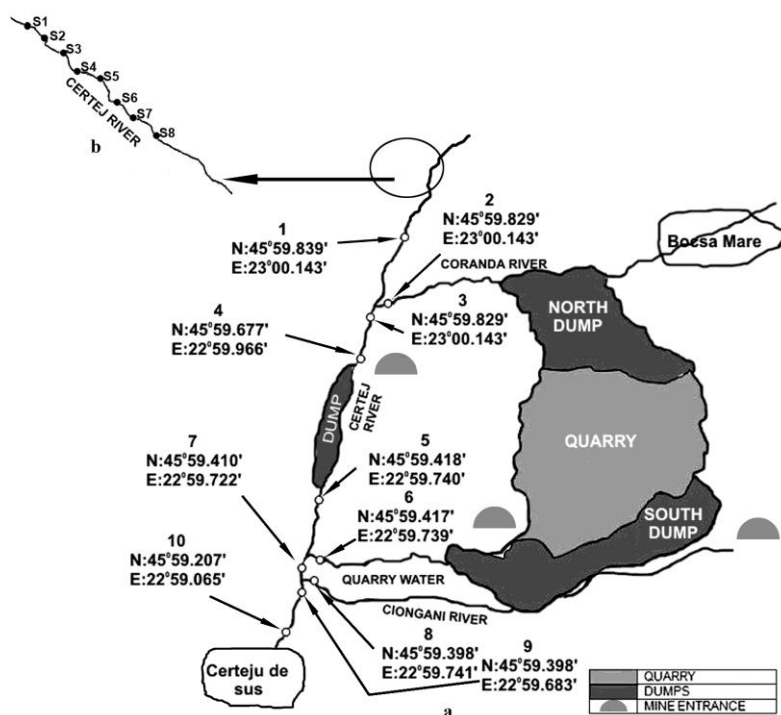 S1
S2
S3
S4
S5
S6
S7
S8
CERTEJ RIVER
b
1
N:45°59.839'
E:23°00.143'
2
N:45°59.829'
E:23°00.143'
CORANDA RIVER
Bocsa Mare
3
N:45°59.829'
E:23°00.143'
4
N:45°59.677'
E:22°59.966'
NORTH
DUMP
DUMP
CERTEJ
RIVER
QUARRY
5
N:45°59.418'
E:22°59.740'
7
N:45°59.410'
E:22°59.722'
6
N:45°59.417'
E:22°59.739'
SOUTH
DUMP
10
N:45°59.207'
E:22°59.065'
QUARRY WATER
CIONGANI RIVER
8
N:45°59.398'
E:22°59.741'
9
N:45°59.398'
E:22°59.683'
Certeju de
sus
a
QUARRY
DUMPS
MINE ENTRANCE